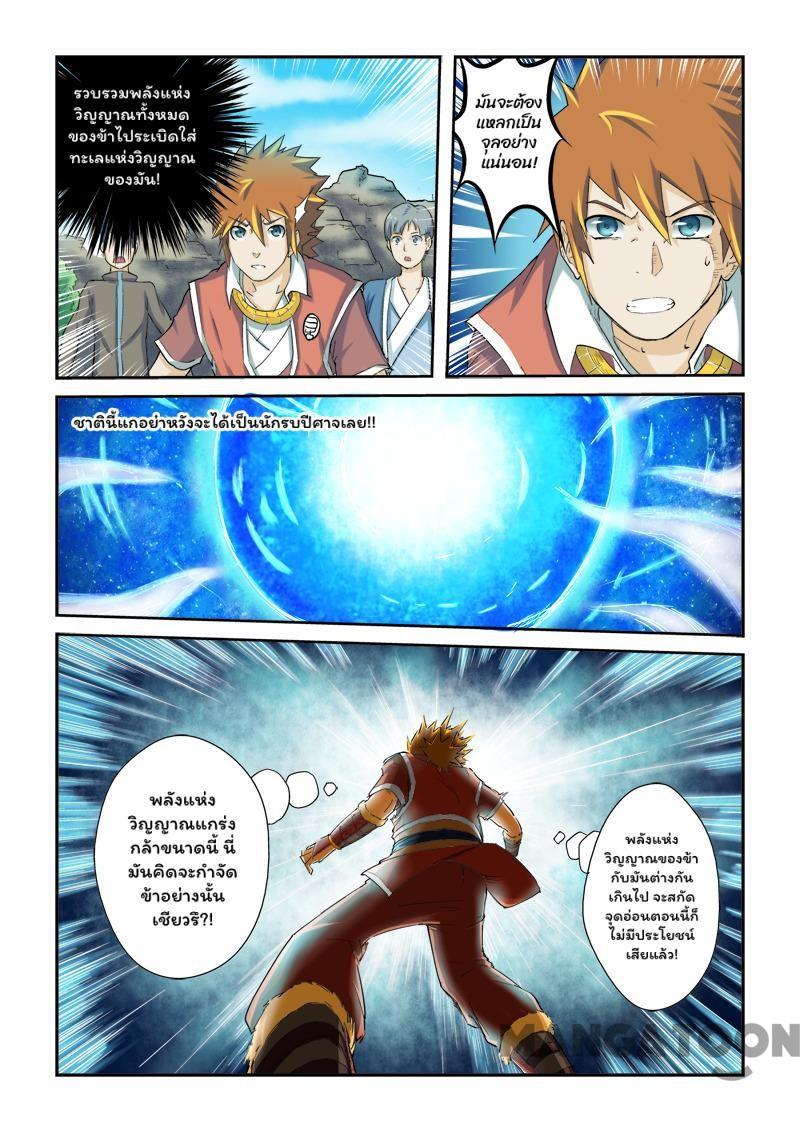 รวบรวมพลังแห่ง
วิญญาณทั้งหมด
ของข้าไประเบิดใส่
ทะเลแห่งวิญญาณ
ของมัน!
มันจะต้อง
แหลกเป็น
จุลอย่าง
แน่นอน!
ชาตินี้แกอย่าหวังจะได้เป็นนักรบปีศาจเลย!!
พลังแห่ง
วิญญาณแกร่ง
กล้าขนาดนี้ นี่
มันคิดจะกำจัด
ข้าอย่างนั้น
เชียวรึ?!
พลังแห่ง
วิญญาณของข้า
กับมันต่างกัน
เกินไป จะสกัด
จุดอ่อนตอนนี้ก็
ไม่มีประโยชน์
เสียแล้ว!
MANGATOON